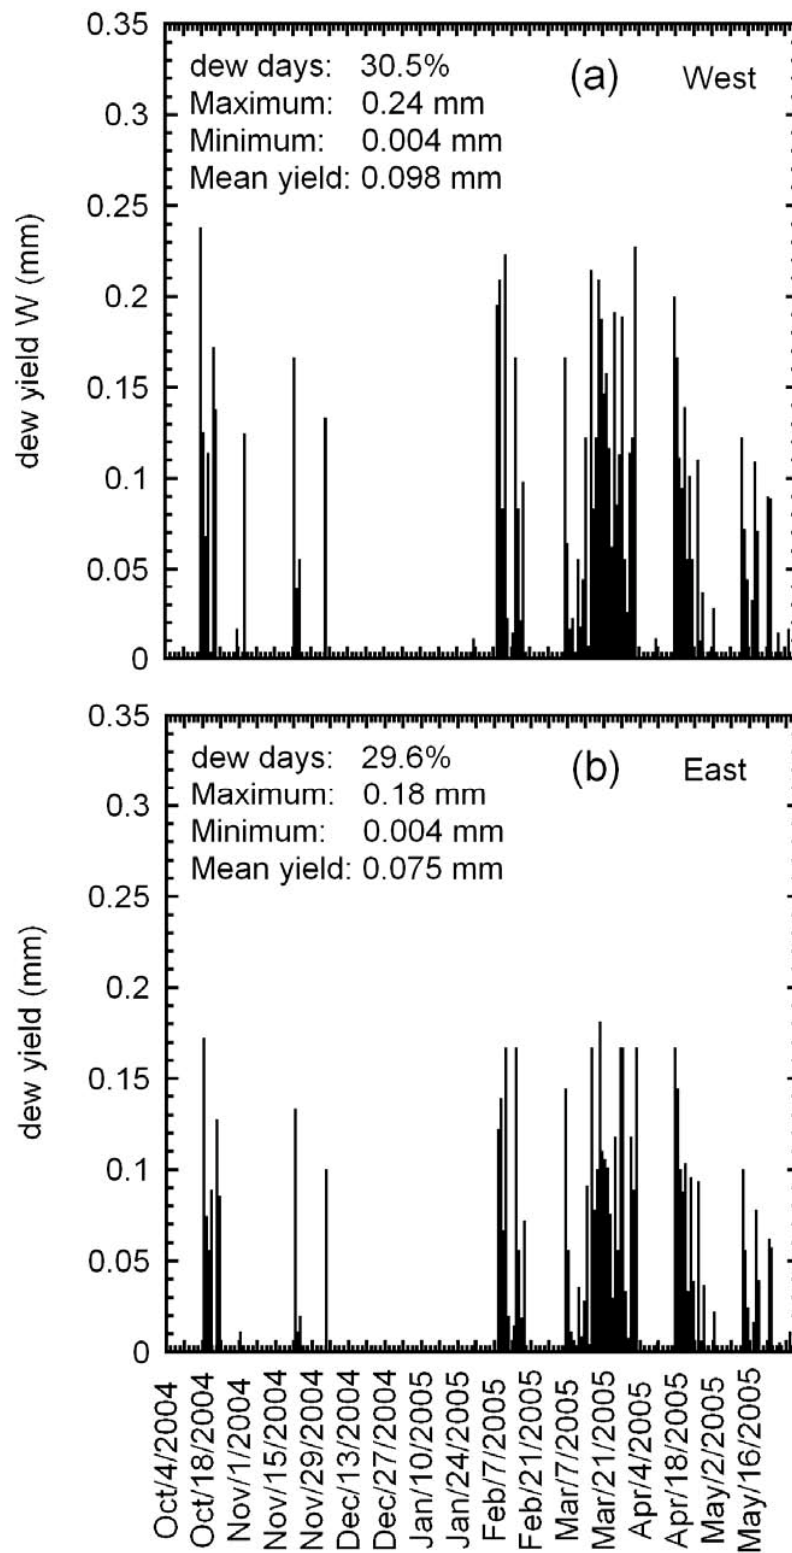 0.35
0.3
0.25
0.2
0.15
0.1
0.05
0
dew yield W (mm)
dew days: 30.5%
Maximum: 0.24 mm
Minimum: 0.004 mm
Mean yield: 0.098 mm
(a) West
0.35
0.3
0.25
0.2
0.15
0.1
0.05
0
dew yield (mm)
dew days: 29.6%
Maximum: 0.18 mm
Minimum: 0.004 mm
Mean yield: 0.075 mm
(b) East
Oct/4/2004
Oct/18/2004
Nov/1/2004
Nov/15/2004
Nov/29/2004
Dec/13/2004
Dec/27/2004
Jan/10/2005
Jan/24/2005
Feb/7/2005
Feb/21/2005
Mar/7/2005
Mar/21/2005
Apr/4/2005
Apr/18/2005
May/2/2005
May/16/2005